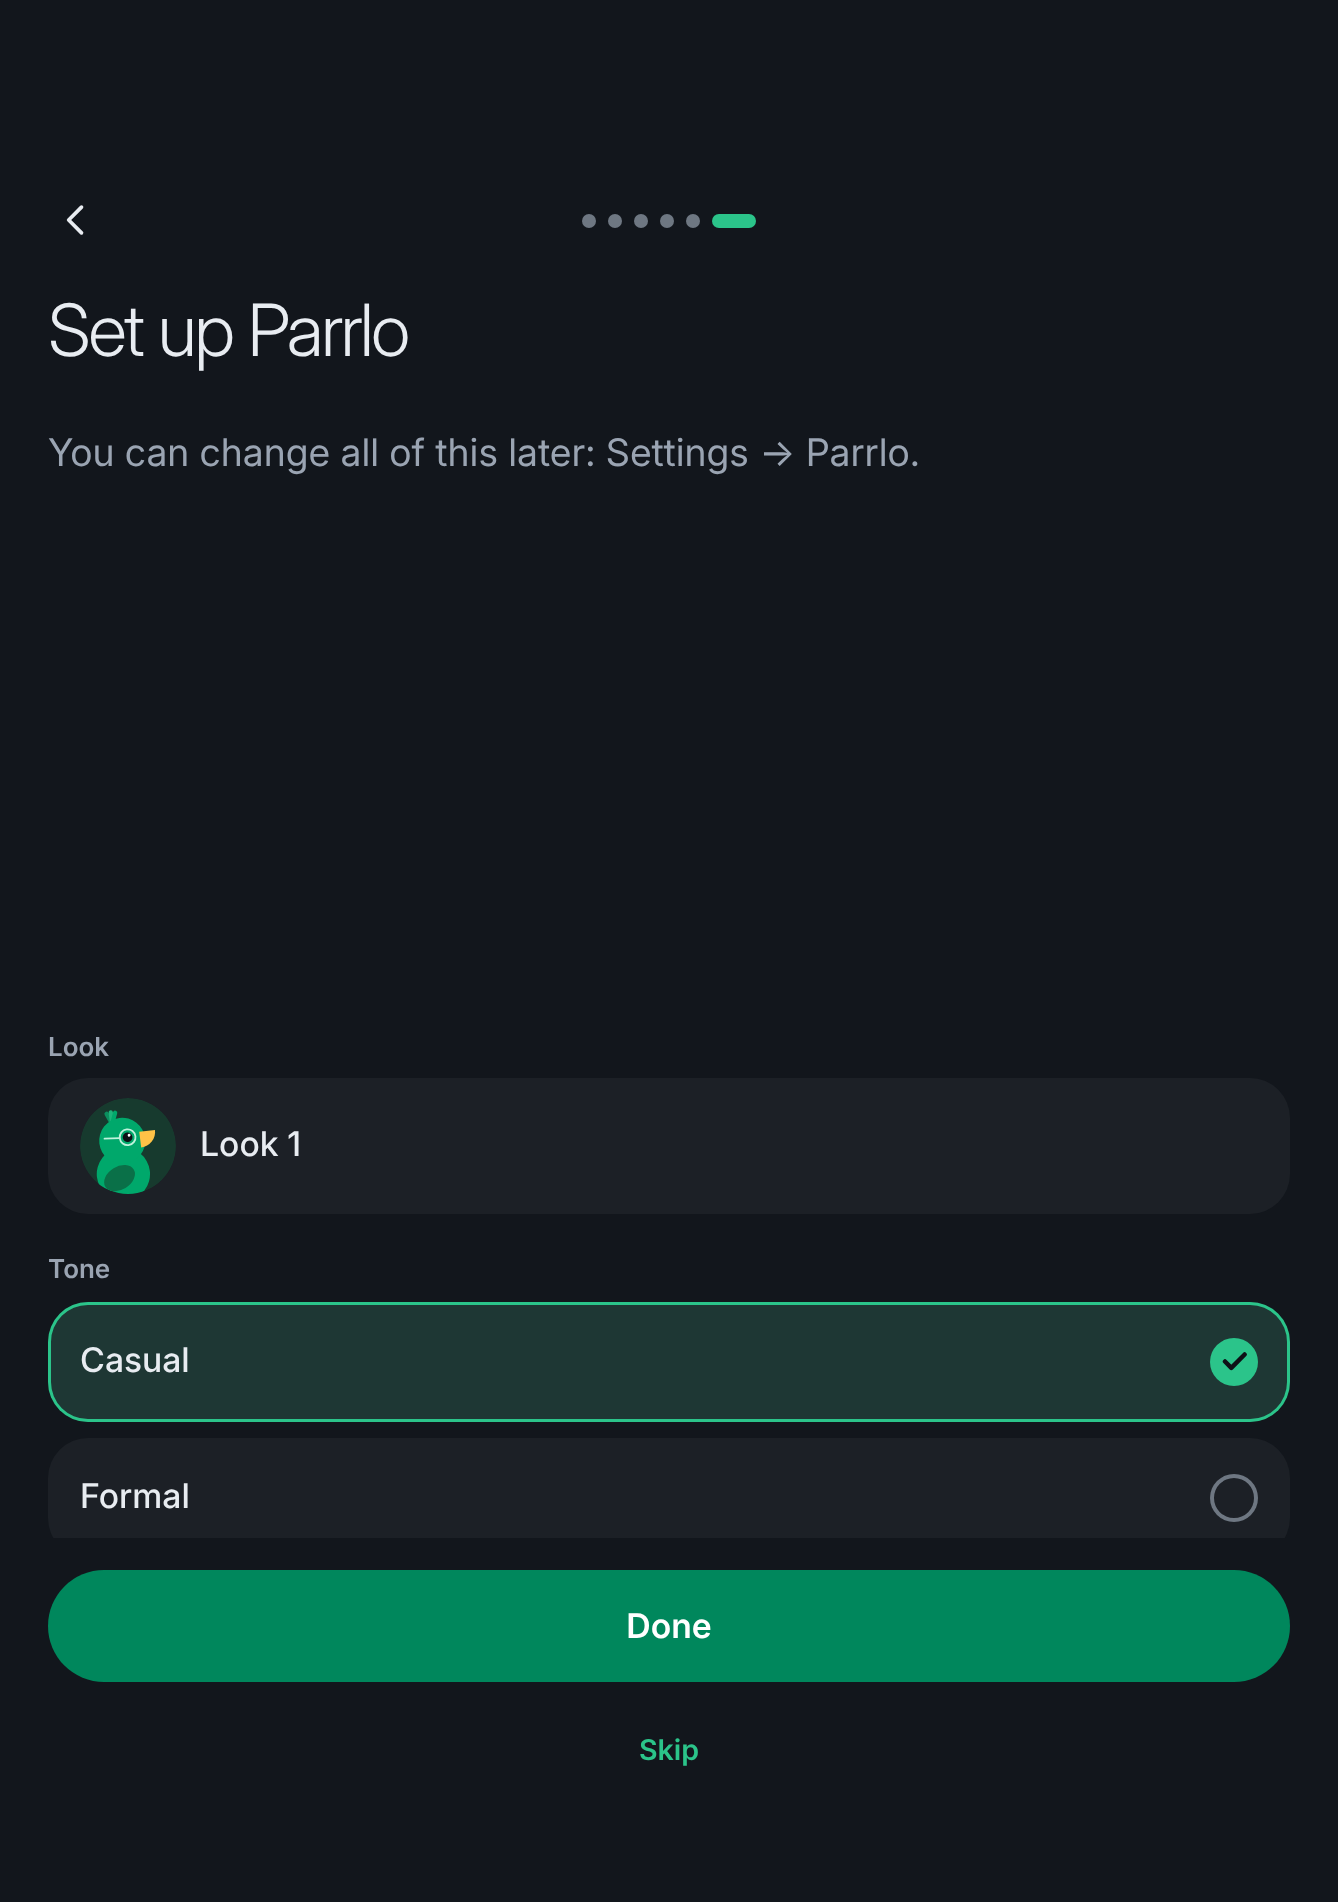 Set up Parrlo
You can change all of this later: Settings → Parrlo.
Look
Look 1
Tone
Casual
Formal
Done
Skip